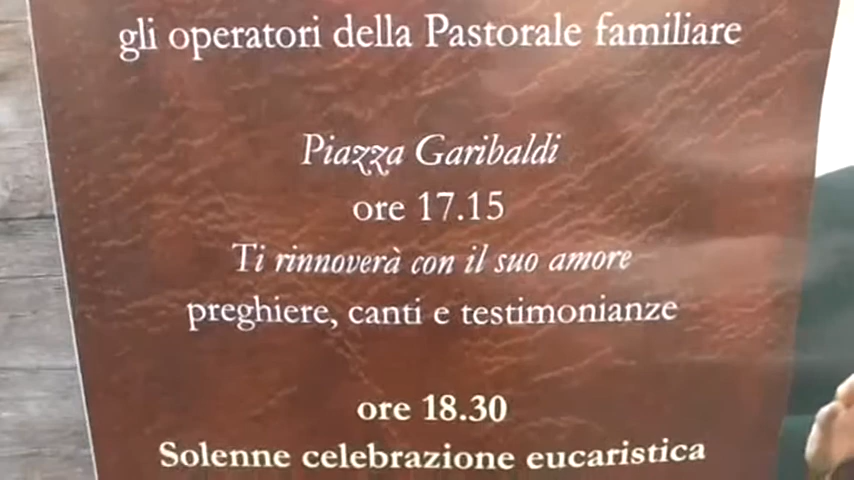 gli operatori della Pastorale familiare
Piazza Garibaldi
ore 17.15
Ti rinnoverà con il suo amore
preghiere, canti e testimonianze
ore 18.30
Solenne celebrazione eucaristica